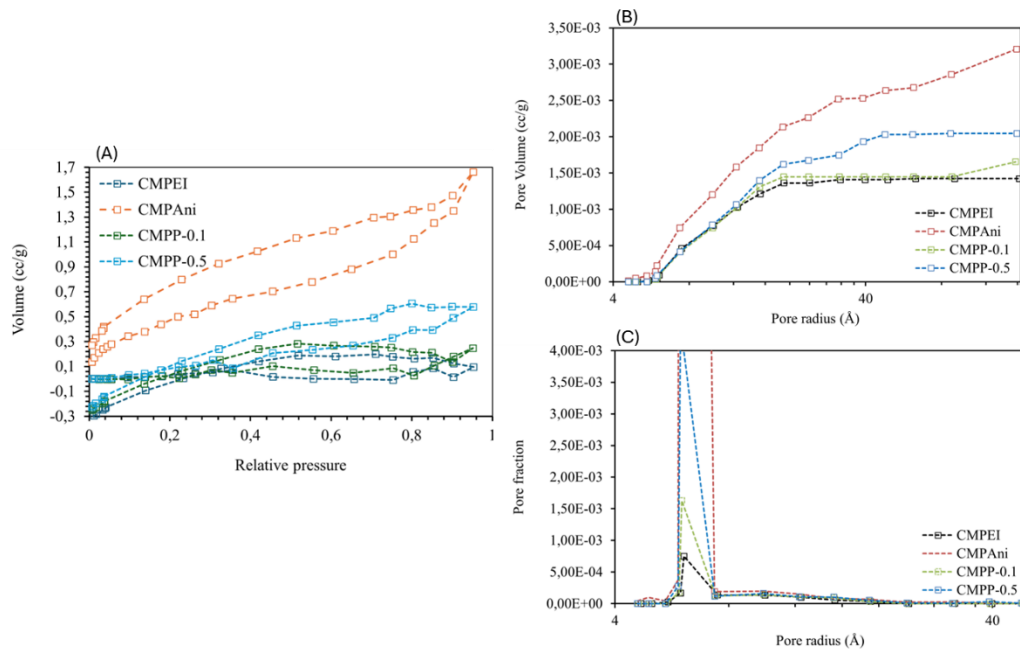 (A)
1,7
1,5
1,3
1,1
0,9
0,7
0,5
0,3
0,1
-0,1
-0,3
0
0,2
0,4
0,6
0,8
1
Volume (cc/g)
Relative pressure
CMPEI
CMPAni
CMPP-0.1
CMPP-0.5
(B)
3,50E-03
3,00E-03
2,50E-03
2,00E-03
1,50E-03
1,00E-03
5,00E-04
0,00E+00
4
40
Pore Volume (cc/g)
Pore radius (Å)
CMPEI
CMPAni
CMPP-0.1
CMPP-0.5
(C)
4,00E-03
3,50E-03
3,00E-03
2,50E-03
2,00E-03
1,50E-03
1,00E-03
5,00E-04
0,00E+00
4
40
Pore fraction
Pore radius (Å)
CMPEI
CMPAni
CMPP-0.1
CMPP-0.5